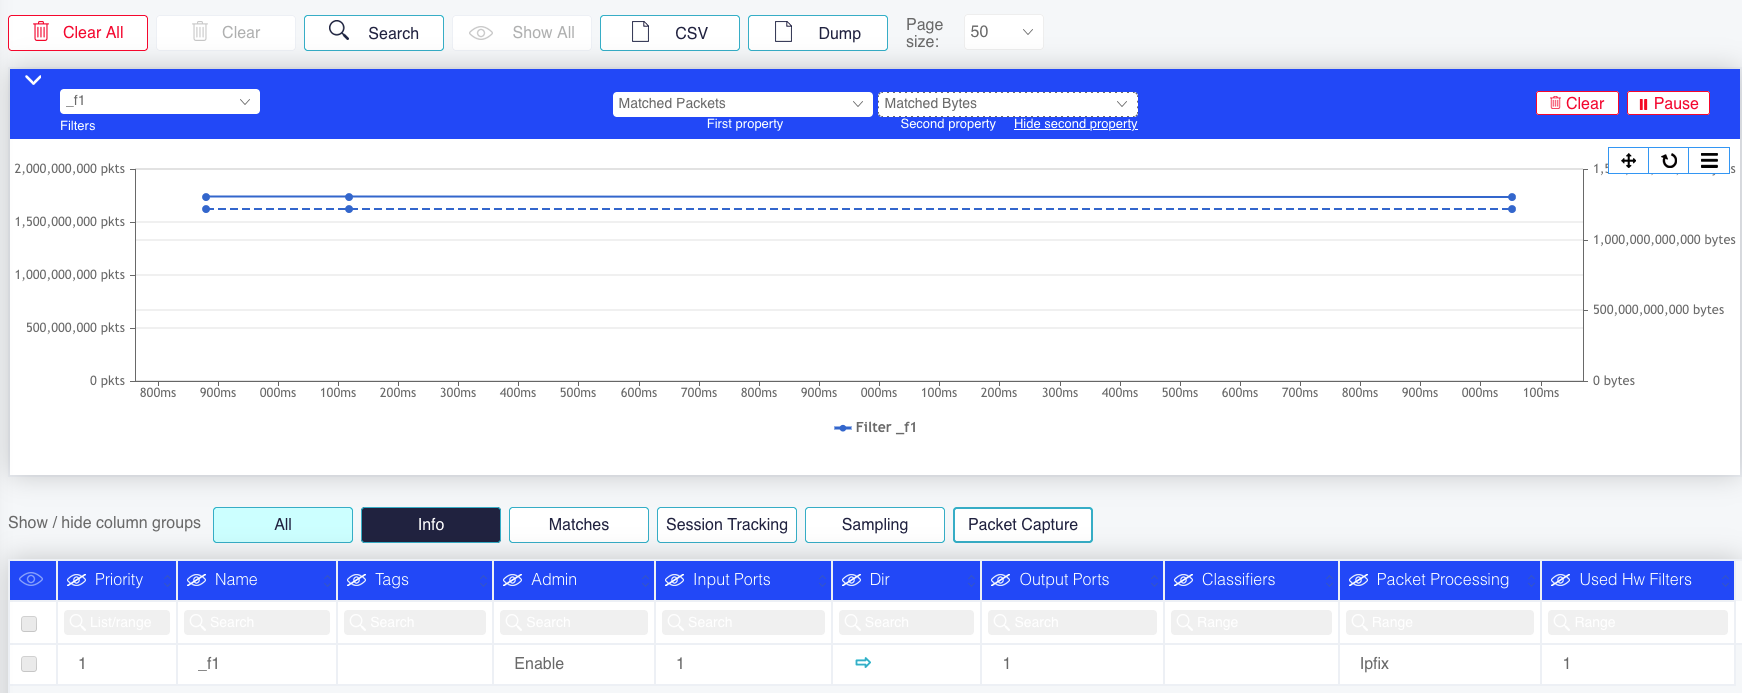 Clear All Clear Search Show All CSV Dump Page size: 50
_f1 Matched Packets Matched Bytes Clear Pause
Filters First property Second property Hide second property
2,000,000,000 pkts
1,500,000,000 pkts 1,000,000,000,000 bytes
1,000,000,000 pkts
500,000,000 pkts 500,000,000,000 bytes
0 pkts 0 bytes
800ms 900ms 000ms 100ms 200ms 300ms 400ms 500ms 600ms 700ms 800ms 900ms 000ms 100ms 200ms 300ms 400ms 500ms 600ms 700ms 800ms 900ms 000ms 100ms
Filter _f1
Show / hide column groups All Info Matches Session Tracking Sampling Packet Capture
Priority Name Tags Admin Input Ports Dir Output Ports Classifiers Packet Processing Used Hw Filters
List/range Search Search Search Search Search Search Range Range Range
1 _f1 Enable 1 1 Ipfix 1